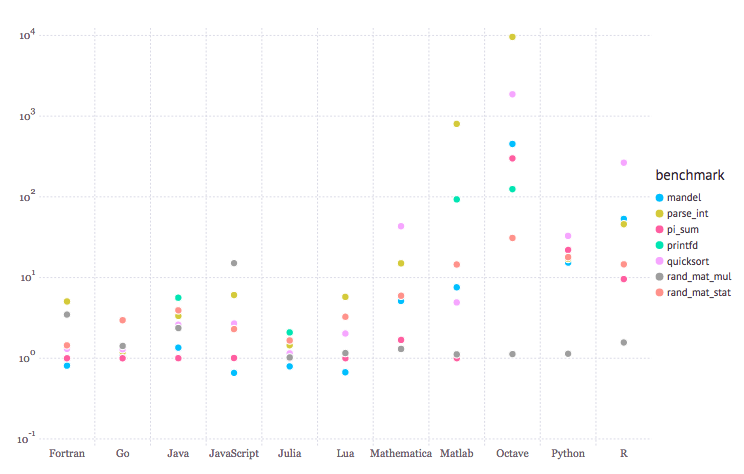 10^4
10^3
10^2
10^1
10^0
10^-1
Fortran Go Java JavaScript Julia Lua Mathematica Matlab Octave Python R
benchmark
mandel
parse_int
pi_sum
printfd
quicksort
rand_mat_mul
rand_mat_stat